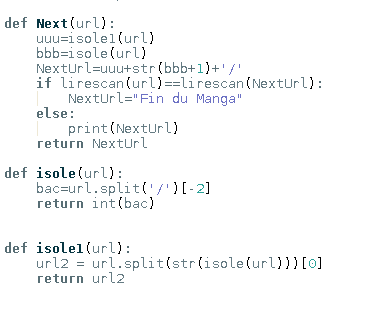 def Next(url):
    uuu=isole1(url)
    bbb=isole(url)
    NextUrl=uuu+str(bbb+1)+'/'
    if lirescan(url)==lirescan(NextUrl):
        NextUrl="Fin du Manga"
    else:
        print(NextUrl)
    return NextUrl

def isole(url):
    bac=url.split('/')[-2]
    return int(bac)


def isole1(url):
    url2 = url.split(str(isole(url)))[0]
    return url2